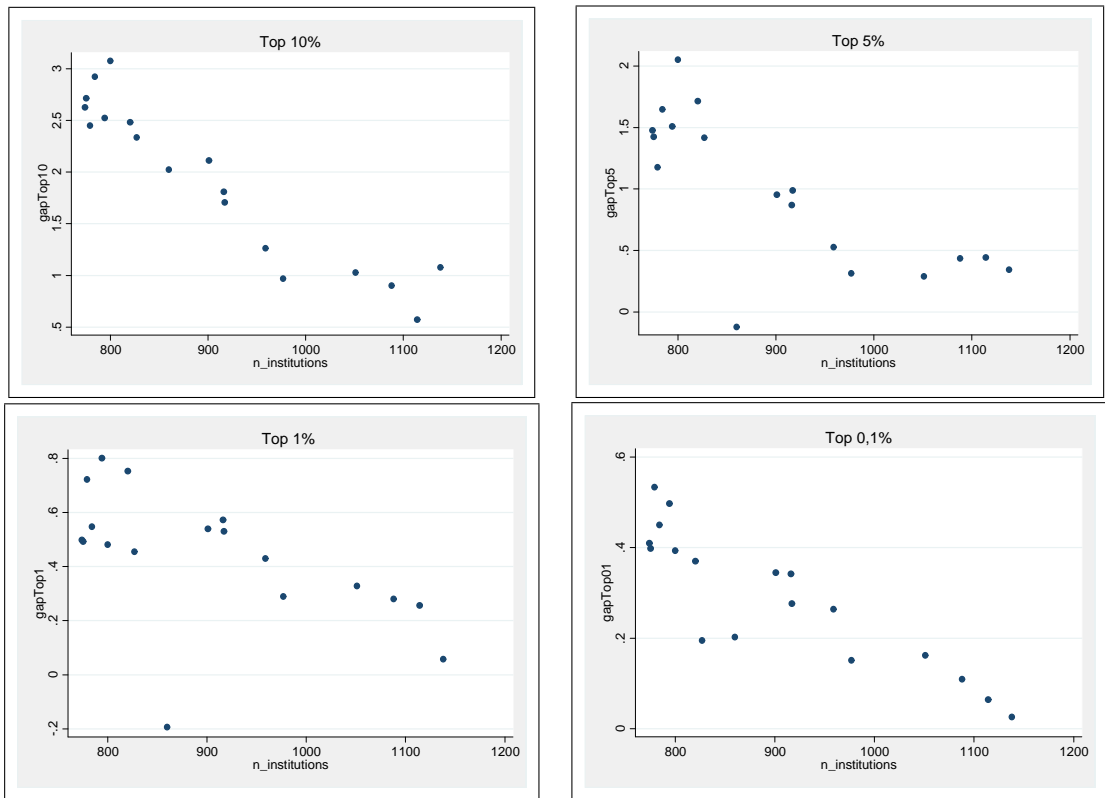 Top 10%
gapTop10
3
2.5
2
1.5
1
.5
800 900 1000 1100 1200
n_institutions
Top 5%
gapTop5
2
1.5
1
.5
0
800 900 1000 1100 1200
n_institutions
Top 1%
gapTop1
.8
.6
.4
.2
0
-.2
800 900 1000 1100 1200
n_institutions
Top 0,1%
gapTop01
.6
.4
.2
0
800 900 1000 1100 1200
n_institutions